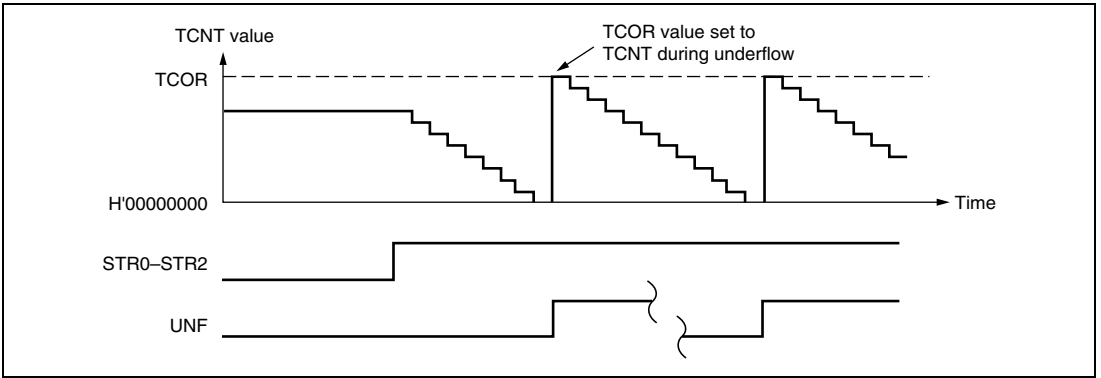 TCNT value
TCOR value set to
TCNT during underflow
TCOR
H'00000000
Time
STR0–STR2
UNF